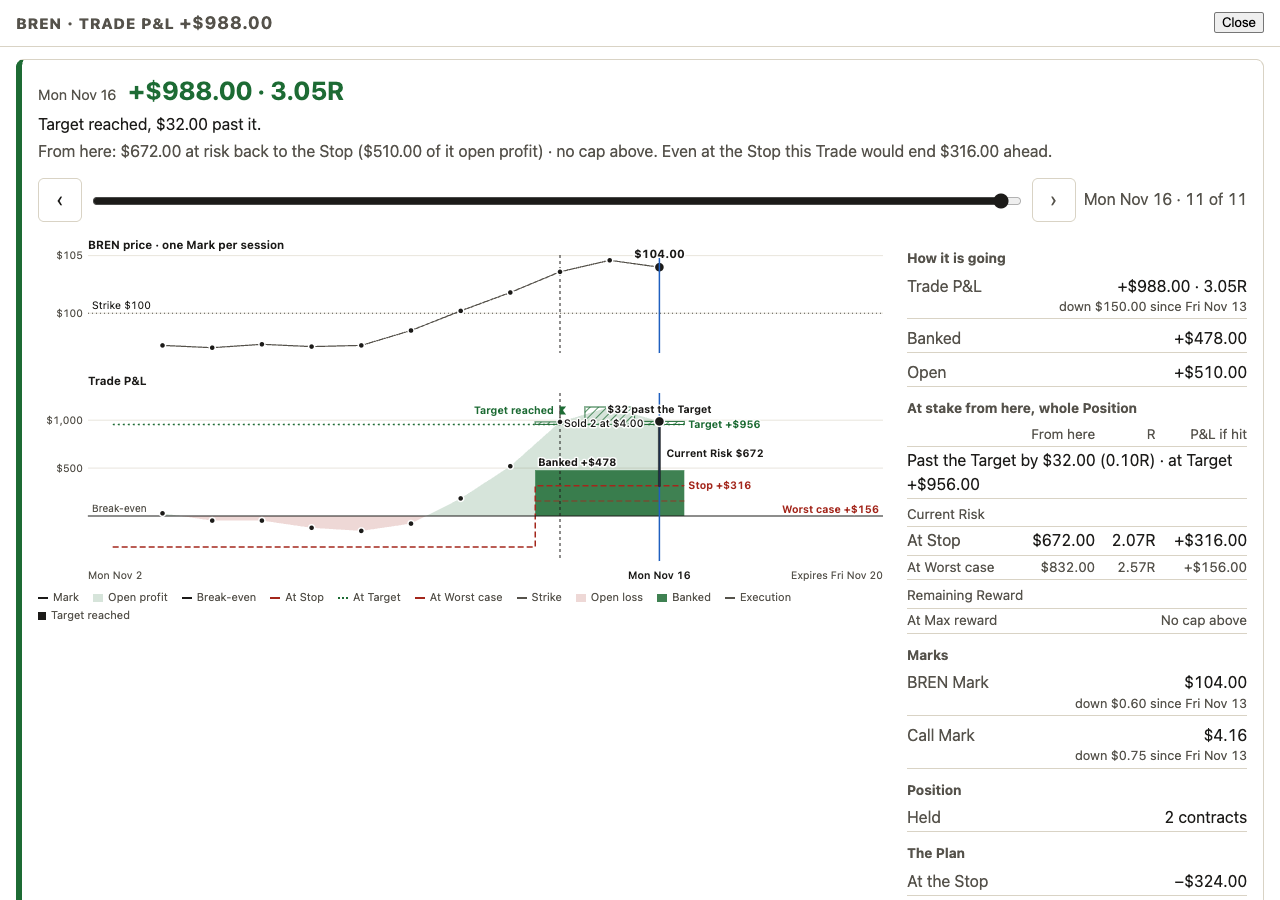 BREN · TRADE P&L +$988.00
Close
Mon Nov 16 +$988.00 · 3.05R
Target reached, $32.00 past it.
From here: $672.00 at risk back to the Stop ($510.00 of it open profit) · no cap above. Even at the Stop this Trade would end $316.00 ahead.
‹
›
Mon Nov 16 · 11 of 11
BREN price · one Mark per session
$105
$104.00
Strike $100
$100
Trade P&L
Target reached
$32 past the Target
$1,000
Sold 2 at $4.00
Target +$956
Current Risk $672
Banked +$478
$500
Stop +$316
Break-even
Worst case +$156
Mon Nov 2
Mon Nov 16
Expires Fri Nov 20
Mark
Open profit
Break-even
At Stop
At Target
At Worst case
Strike
Open loss
Banked
Execution
Target reached
How it is going
Trade P&L +$988.00 · 3.05R
down $150.00 since Fri Nov 13
Banked +$478.00
Open +$510.00
At stake from here, whole Position
From here R P&L if hit
Past the Target by $32.00 (0.10R) · at Target
+$956.00
Current Risk
At Stop $672.00 2.07R +$316.00
At Worst case $832.00 2.57R +$156.00
Remaining Reward
At Max reward No cap above
Marks
BREN Mark $104.00
down $0.60 since Fri Nov 13
Call Mark $4.16
down $0.75 since Fri Nov 13
Position
Held 2 contracts
The Plan
At the Stop −$324.00